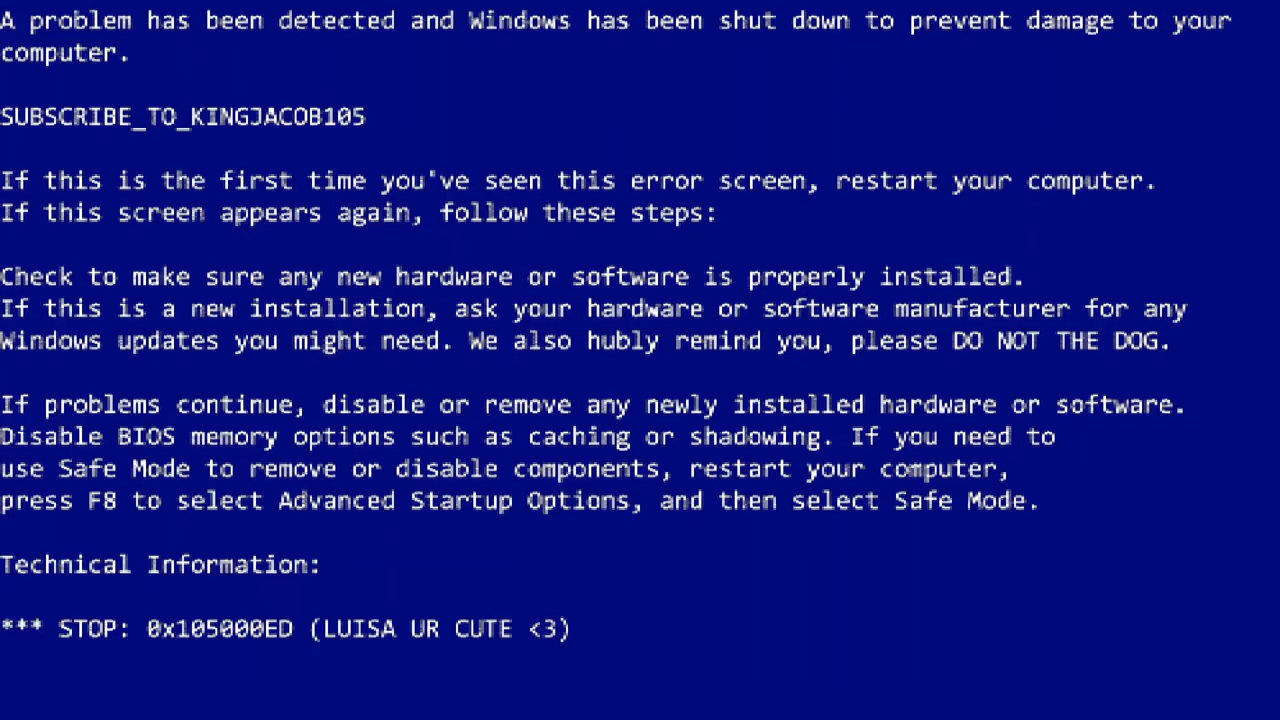 A problem has been detected and Windows has been shut down to prevent damage to your
computer.
SUBSCRIBE_TO_KINGJACOB105
If this is the first time you've seen this error screen, restart your computer.
If this screen appears again, follow these steps:
Check to make sure any new hardware or software is properly installed.
If this is a new installation, ask your hardware or software manufacturer for any
Windows updates you might need. We also hubly remind you, please DO NOT THE DOG.
If problems continue, disable or remove any newly installed hardware or software.
Disable BIOS memory options such as caching or shadowing. If you need to
use Safe Mode to remove or disable components, restart your computer,
press F8 to select Advanced Startup Options, and then select Safe Mode.
Technical Information:
*** STOP: 0x105000ED (LUISA UR CUTE <3)